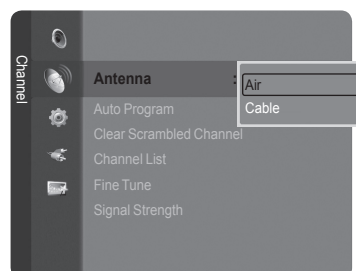 Channel
Antenna : Air
Cable
Auto Program
Clear Scrambled Channel
Channel List
Fine Tune
Signal Strength